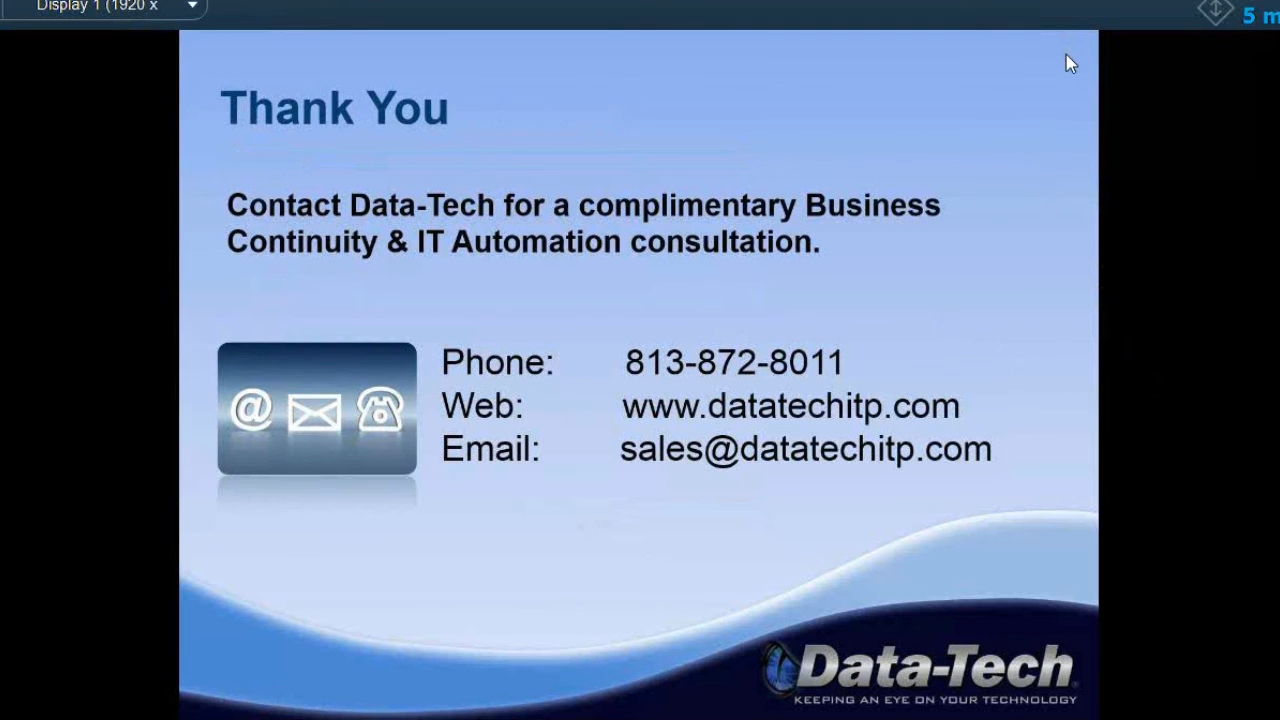 Display 1 (1920 x
5 m
Thank You
Contact Data-Tech for a complimentary Business
Continuity & IT Automation consultation.
Phone: 813-872-8011
Web: www.datatechitp.com
Email: sales@datatechitp.com
Data-Tech
KEEPING AN EYE ON YOUR TECHNOLOGY